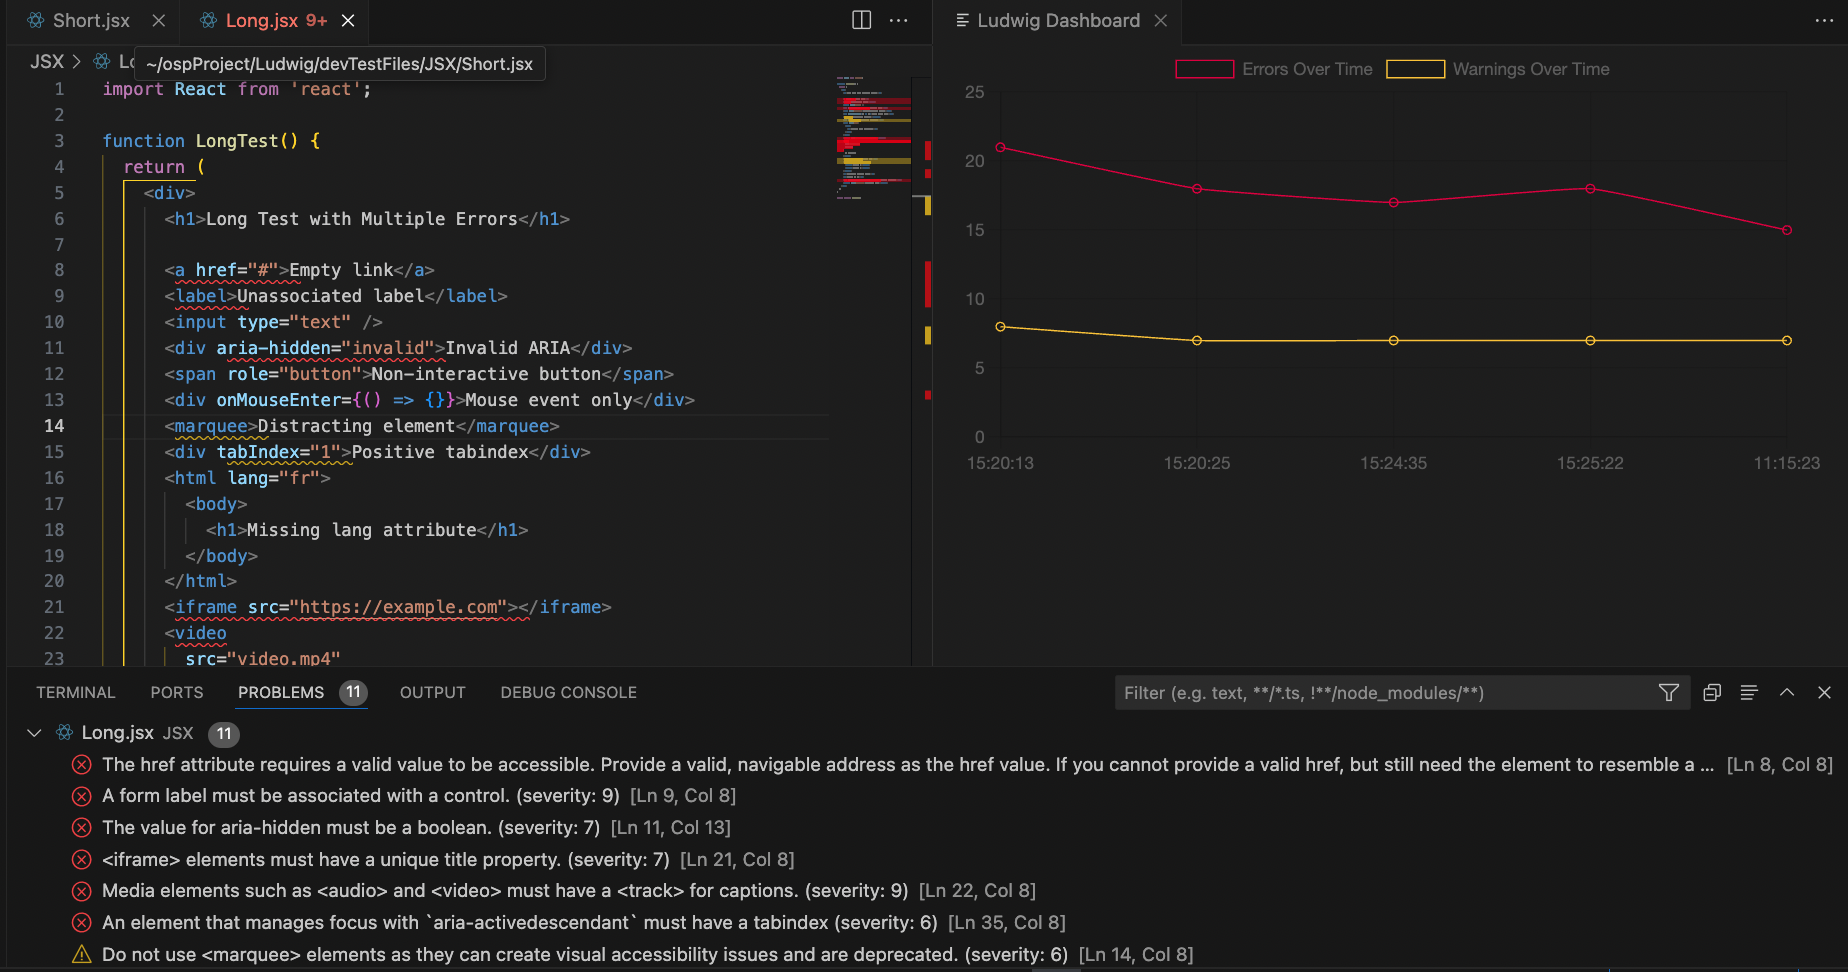 Short.jsx
Long.jsx 9+
Ludwig Dashboard
JSX > Lo
~/ospProject/Ludwig/devTestFiles/JSX/Short.jsx
1 import React from 'react';
2
3 function LongTest() {
4 return (
5 <div>
6 <h1>Long Test with Multiple Errors</h1>
7
8 <a href="#">Empty link</a>
9 <label>Unassociated label</label>
10 <input type="text" />
11 <div aria-hidden="invalid">Invalid ARIA</div>
12 <span role="button">Non-interactive button</span>
13 <div onMouseEnter={() => {}}>Mouse event only</div>
14 <marquee>Distracting element</marquee>
15 <div tabIndex="1">Positive tabindex</div>
16 <html lang="fr">
17 <body>
18 <h1>Missing lang attribute</h1>
19 </body>
20 </html>
21 <iframe src="https://example.com"></iframe>
22 <video
23 src="video.mp4"
Errors Over Time
Warnings Over Time
25
20
15
10
5
0
15:20:13 15:20:25 15:24:35 15:25:22 11:15:23
TERMINAL PORTS PROBLEMS 11 OUTPUT DEBUG CONSOLE
Filter (e.g. text, **/*.ts, !**/node_modules/**)
Long.jsx JSX 11
The href attribute requires a valid value to be accessible. Provide a valid, navigable address as the href value. If you cannot provide a valid href, but still need the element to resemble a ... [Ln 8, Col 8]
A form label must be associated with a control. (severity: 9) [Ln 9, Col 8]
The value for aria-hidden must be a boolean. (severity: 7) [Ln 11, Col 13]
<iframe> elements must have a unique title property. (severity: 7) [Ln 21, Col 8]
Media elements such as <audio> and <video> must have a <track> for captions. (severity: 9) [Ln 22, Col 8]
An element that manages focus with `aria-activedescendant` must have a tabindex (severity: 6) [Ln 35, Col 8]
Do not use <marquee> elements as they can create visual accessibility issues and are deprecated. (severity: 6) [Ln 14, Col 8]